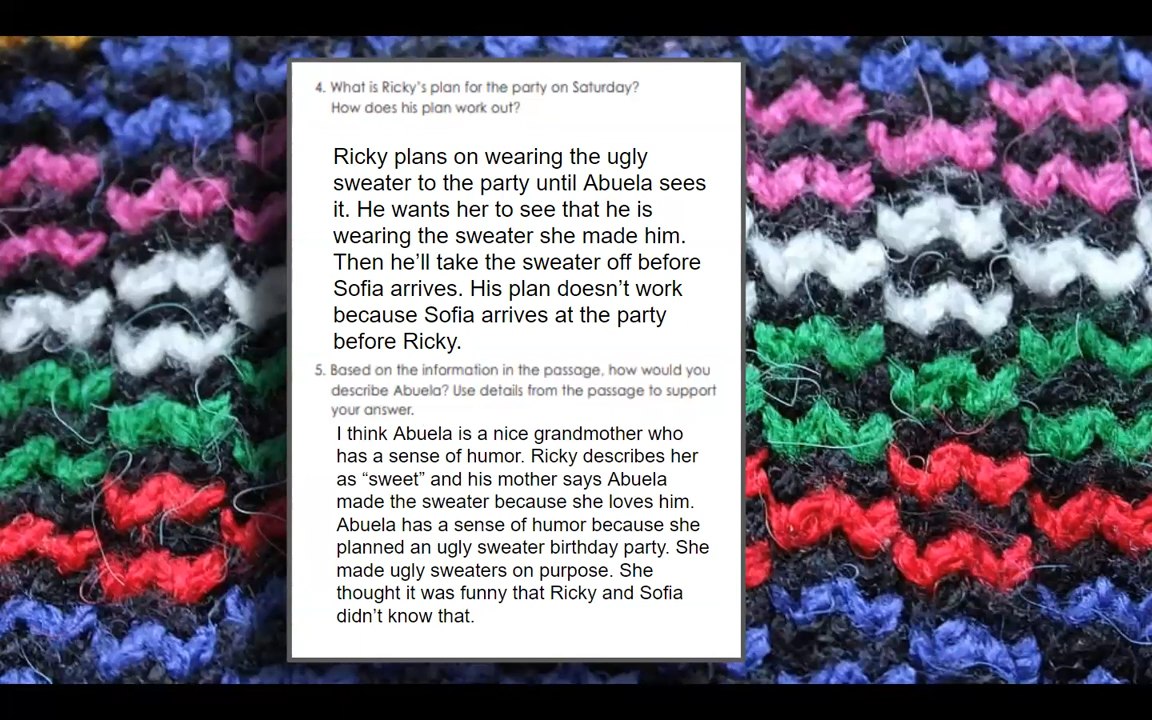 4. What is Ricky's plan for the party on Saturday?
How does his plan work out?
Ricky plans on wearing the ugly
sweater to the party until Abuela sees
it. He wants her to see that he is
wearing the sweater she made him.
Then he'll take the sweater off before
Sofia arrives. His plan doesn't work
because Sofia arrives at the party
before Ricky.
5. Based on the information in the passage, how would you
describe Abuela? Use details from the passage to support
your answer.
I think Abuela is a nice grandmother who
has a sense of humor. Ricky describes her
as “sweet” and his mother says Abuela
made the sweater because she loves him.
Abuela has a sense of humor because she
planned an ugly sweater birthday party. She
made ugly sweaters on purpose. She
thought it was funny that Ricky and Sofia
didn't know that.